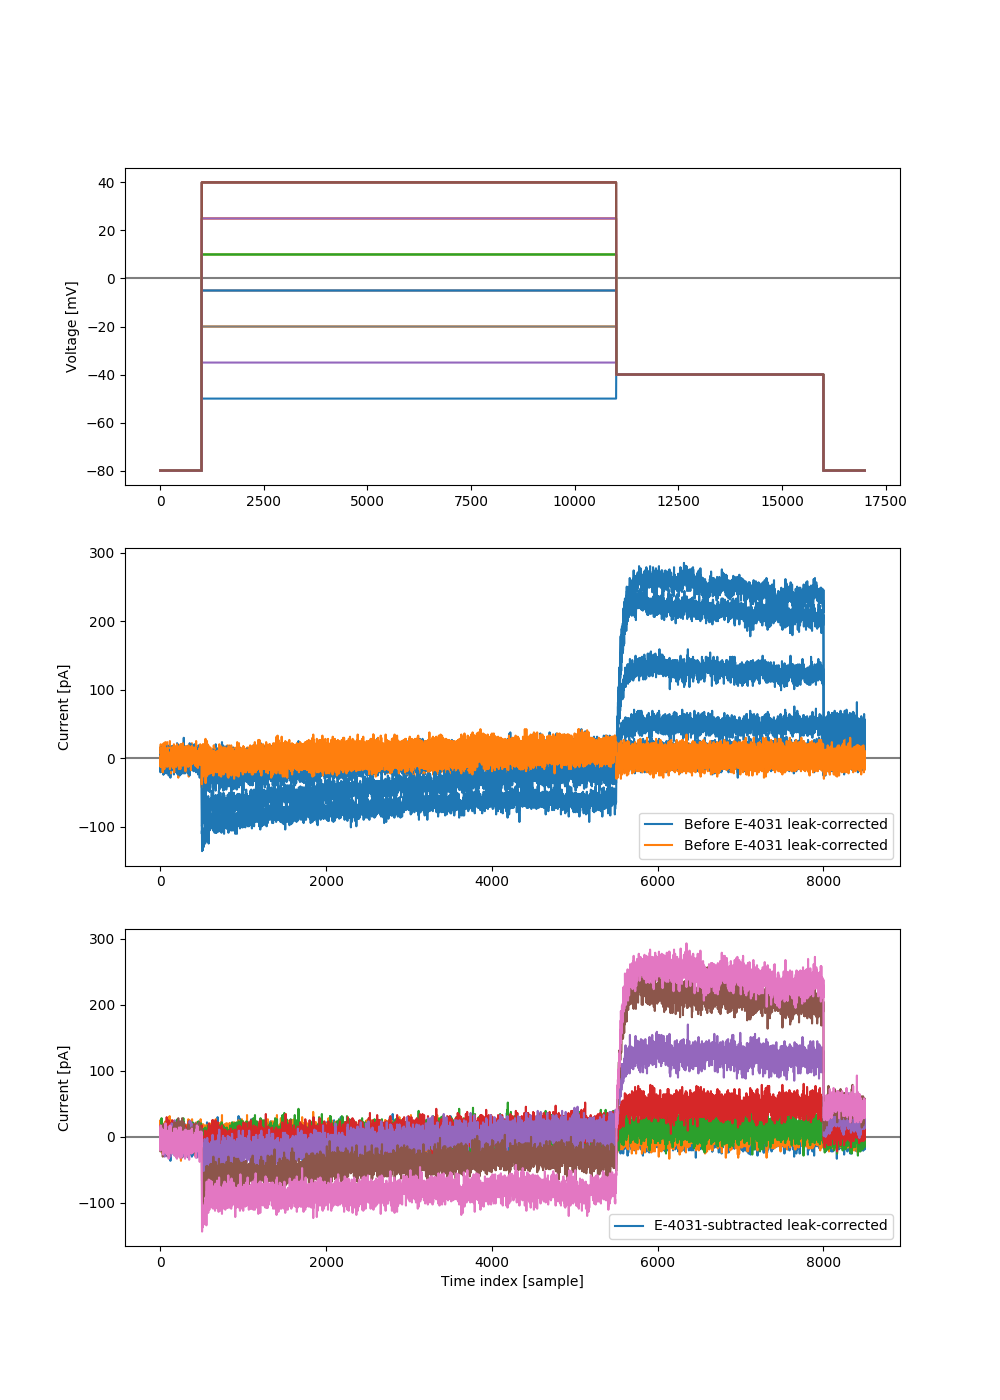 40
20
0
−20
−40
−60
−80
Voltage [mV]
0 2500 5000 7500 10000 12500 15000 17500
300
200
100
0
−100
Current [pA]
Before E-4031 leak-corrected
Before E-4031 leak-corrected
0 2000 4000 6000 8000
300
200
100
0
−100
Current [pA]
E-4031-subtracted leak-corrected
0 2000 4000 6000 8000
Time index [sample]